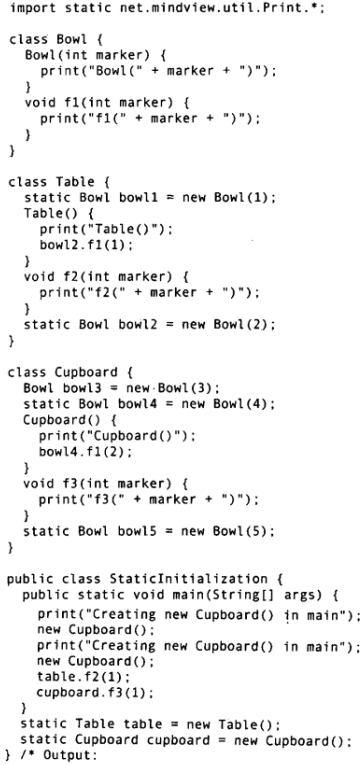 import static net.mindview.util.Print.*;

class Bowl {
  Bowl(int marker) {
    print("Bowl(" + marker + ")");
  }
  void f1(int marker) {
    print("f1(" + marker + ")");
  }
}

class Table {
  static Bowl bowl1 = new Bowl(1);
  Table() {
    print("Table()");
    bowl2.f1(1);
  }
  void f2(int marker) {
    print("f2(" + marker + ")");
  }
  static Bowl bowl2 = new Bowl(2);
}

class Cupboard {
  Bowl bowl3 = new Bowl(3);
  static Bowl bowl4 = new Bowl(4);
  Cupboard() {
    print("Cupboard()");
    bowl4.f1(2);
  }
  void f3(int marker) {
    print("f3(" + marker + ")");
  }
  static Bowl bowl5 = new Bowl(5);
}

public class StaticInitialization {
  public static void main(String[] args) {
    print("Creating new Cupboard() in main");
    new Cupboard();
    print("Creating new Cupboard() in main");
    new Cupboard();
    table.f2(1);
    cupboard.f3(1);
  }
  static Table table = new Table();
  static Cupboard cupboard = new Cupboard();
} /* Output: